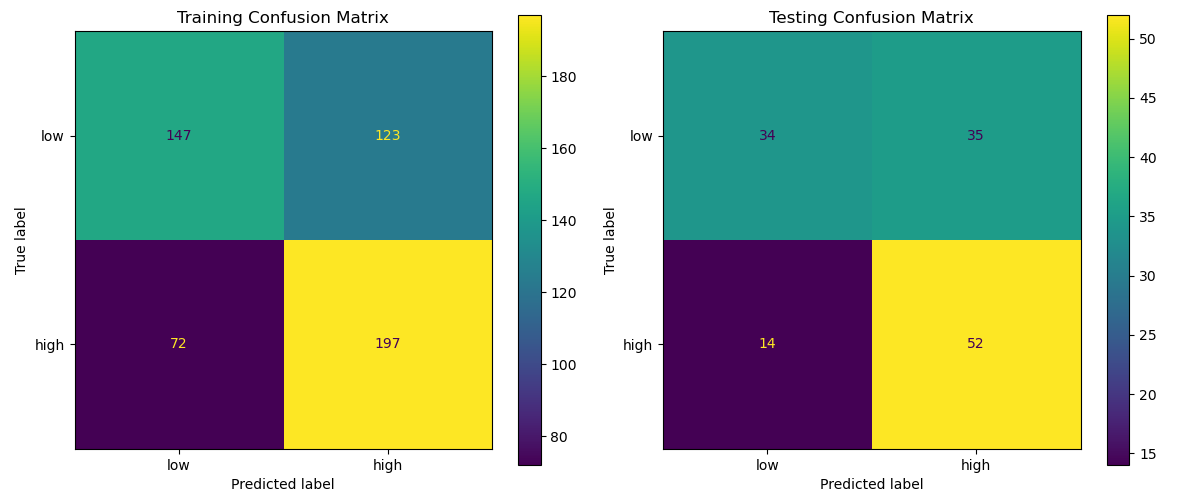 Training Confusion Matrix
True label
low
high
147
123
72
197
low
high
Predicted label
180
160
140
120
100
80
Testing Confusion Matrix
True label
low
high
34
35
14
52
low
high
Predicted label
50
45
40
35
30
25
20
15